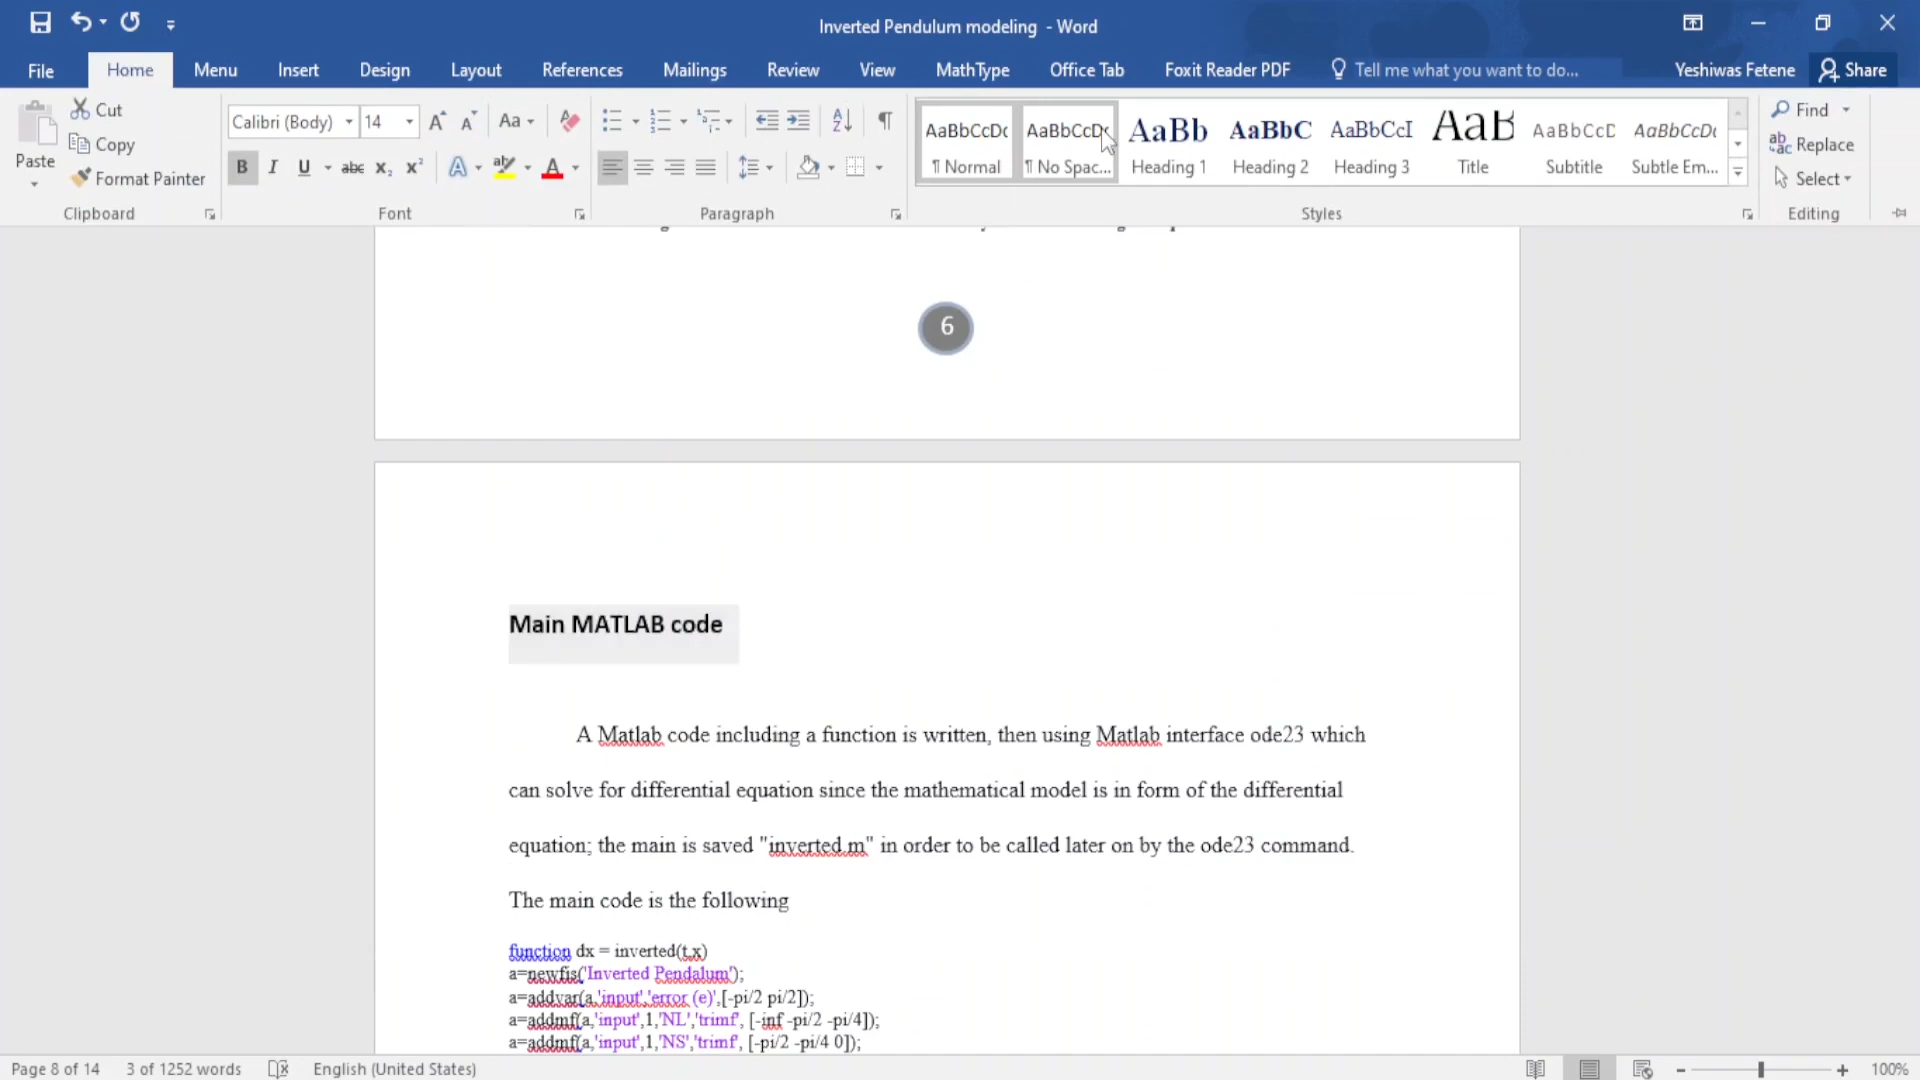 Inverted Pendulum modeling - Word
File Home Menu Insert Design Layout References Mailings Review View MathType Office Tab Foxit Reader PDF Tell me what you want to do... Yeshiwas Fetene Share
Paste
Cut
Copy
Format Painter
Clipboard
Calibri (Body) 14 A A Aa
B I U abc X₂ X² A A
Font
Paragraph
AaBbCcDc AaBbCcDc AaBb AaBbC AaBbCcI AaB AaBbCcD AaBbCcDc
¶ Normal ¶ No Spac... Heading 1 Heading 2 Heading 3 Title Subtitle Subtle Em...
Styles
Find
Replace
Select
Editing
6
Main MATLAB code
A Matlab code including a function is written, then using Matlab interface ode23 which
can solve for differential equation since the mathematical model is in form of the differential
equation; the main is saved "inverted.m" in order to be called later on by the ode23 command.
The main code is the following
function dx = inverted(t,x)
a=newfis('Inverted Pendalum');
a=addvar(a,'input','error (e)',[-pi/2 pi/2]);
a=addmf(a,'input',1,'NL','trimf', [-inf -pi/2 -pi/4]);
a=addmf(a,'input',1,'NS','trimf', [-pi/2 -pi/4 0]);
Page 8 of 14 3 of 1252 words English (United States) 100%